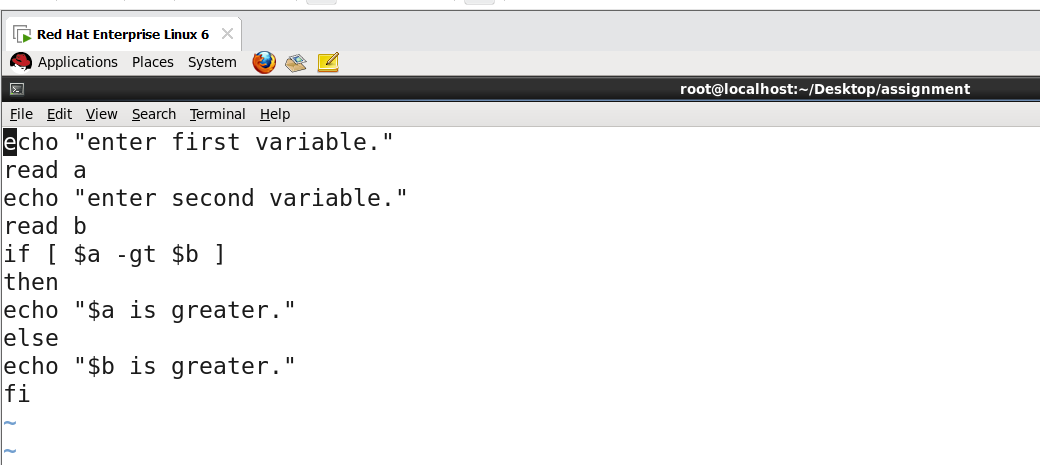 Red Hat Enterprise Linux 6
Applications Places System
root@localhost:~/Desktop/assignment
File Edit View Search Terminal Help
echo "enter first variable."
read a
echo "enter second variable."
read b
if [ $a -gt $b ]
then
echo "$a is greater."
else
echo "$b is greater."
fi
~
~